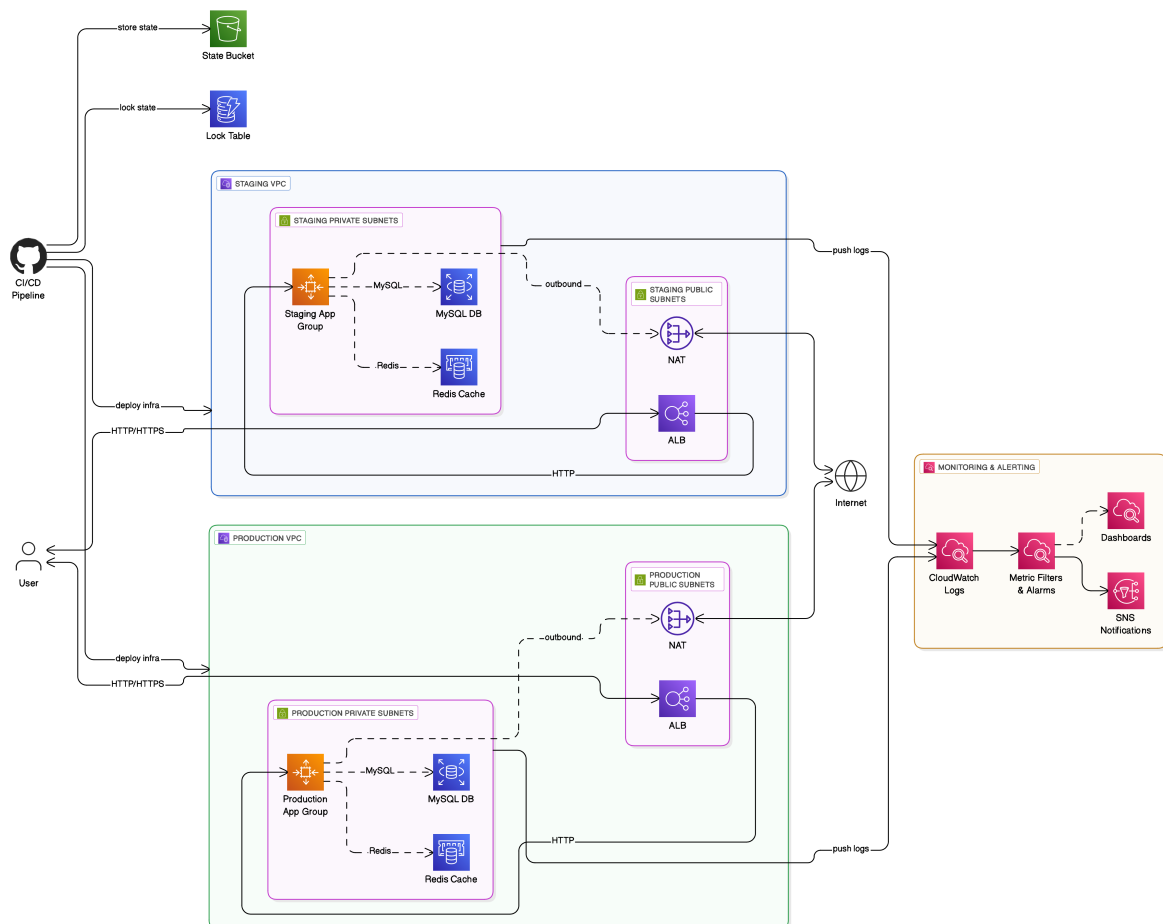 store state
State Bucket
lock state
Lock Table
STAGING VPC
STAGING PRIVATE SUBNETS
CI/CD
Pipeline
push logs
MySQL
outbound
STAGING PUBLIC
SUBNETS
Staging App
Group
MySQL DB
NAT
Redis
Redis Cache
deploy infra
HTTP/HTTPS
ALB
HTTP
Internet
MONITORING & ALERTING
PRODUCTION VPC
Dashboards
User
CloudWatch
Logs
Metric Filters
& Alarms
PRODUCTION
PUBLIC SUBNETS
SNS
Notifications
outbound
NAT
deploy infra
HTTP/HTTPS
PRODUCTION PRIVATE SUBNETS
ALB
MySQL
Production
App Group
MySQL DB
HTTP
Redis
push logs
Redis Cache